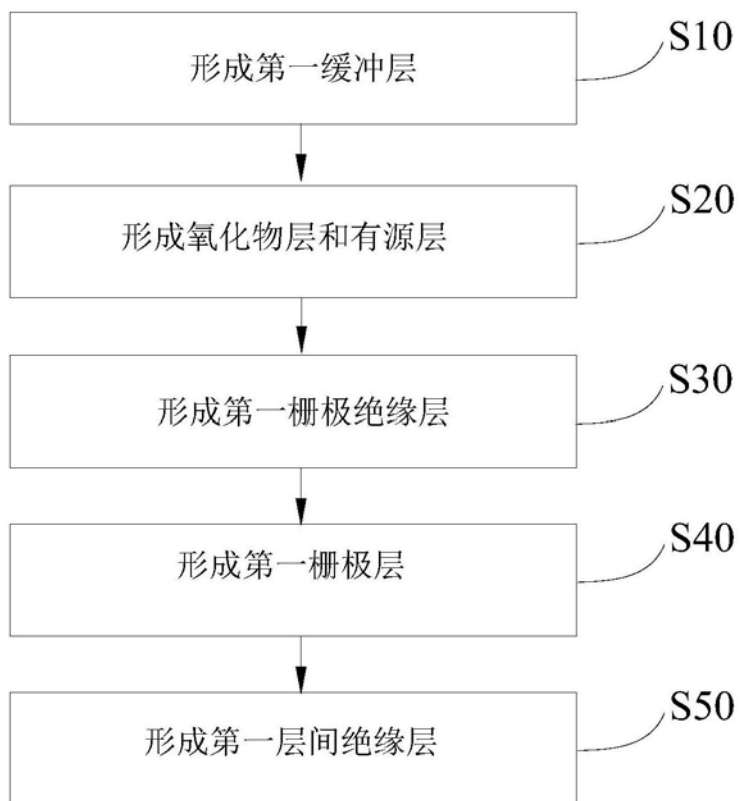 形成第一缓冲层
S10
形成氧化物层和有源层
S20
形成第一栅极绝缘层
S30
形成第一栅极层
S40
形成第一层间绝缘层
S50